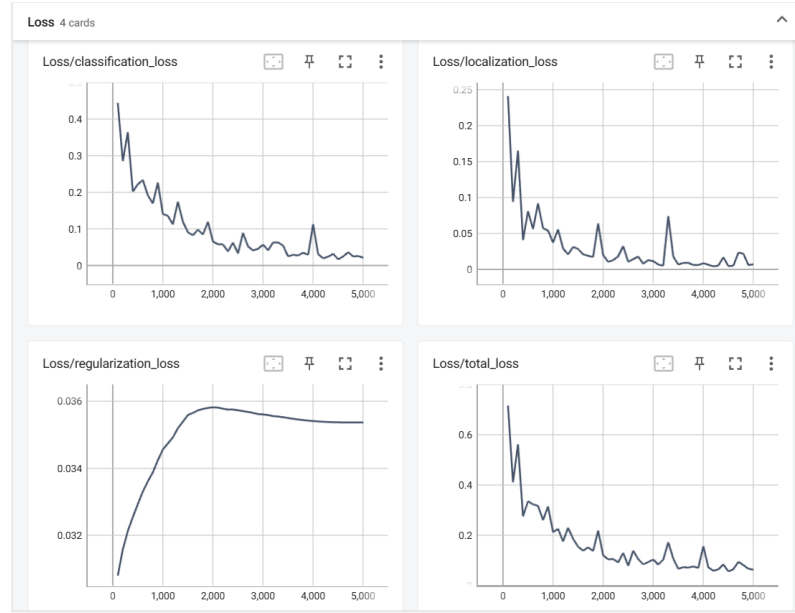 Loss 4 cards
Loss/classification_loss
0.4
0.3
0.2
0.1
0
0 1,000 2,000 3,000 4,000 5,000
Loss/localization_loss
0.25
0.2
0.15
0.1
0.05
0
0 1,000 2,000 3,000 4,000 5,000
Loss/regularization_loss
0.036
0.034
0.032
0 1,000 2,000 3,000 4,000 5,000
Loss/total_loss
0.6
0.4
0.2
0 1,000 2,000 3,000 4,000 5,000